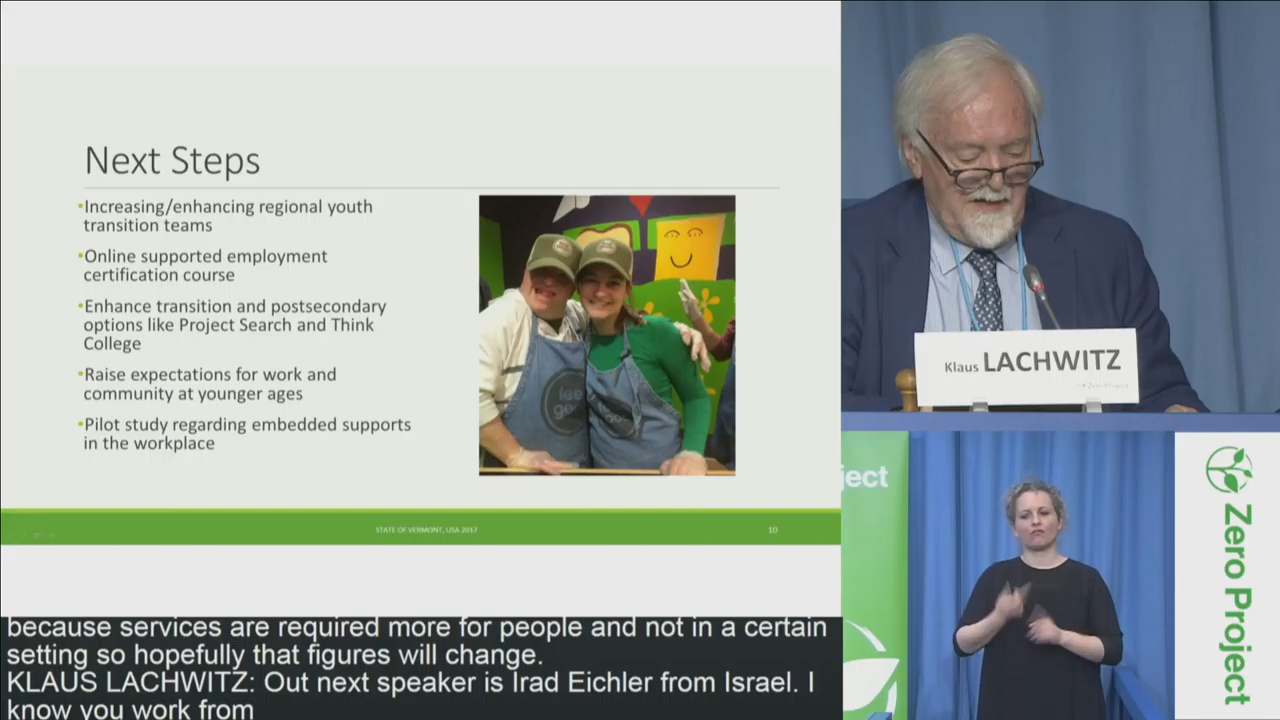 Next Steps
•Increasing/enhancing regional youth
transition teams
•Online supported employment
certification course
•Enhance transition and postsecondary
options like Project Search and Think
College
•Raise expectations for work and
community at younger ages
•Pilot study regarding embedded supports
in the workplace
STATE OF VERMONT, USA 2017
10
Klaus LACHWITZ
ject
Zero Project
because services are required more for people and not in a certain
setting so hopefully that figures will change.
KLAUS LACHWITZ: Out next speaker is Irad Eichler from Israel. I
know you work from